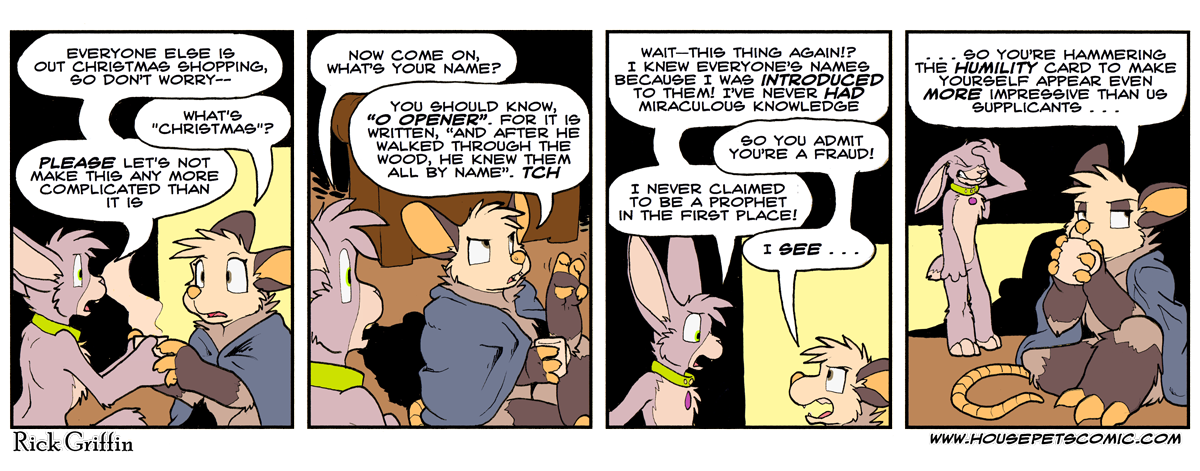 EVERYONE ELSE IS
OUT CHRISTMAS SHOPPING,
SO DON'T WORRY--
WHAT'S
"CHRISTMAS"?
PLEASE LET'S NOT
MAKE THIS ANY MORE
COMPLICATED THAN
IT IS
NOW COME ON,
WHAT'S YOUR NAME?
YOU SHOULD KNOW,
"O OPENER". FOR IT IS
WRITTEN, "AND AFTER HE
WALKED THROUGH THE
WOOD, HE KNEW THEM
ALL BY NAME". TCH
WAIT—THIS THING AGAIN!?
I KNEW EVERYONE'S NAMES
BECAUSE I WAS INTRODUCED
TO THEM! I'VE NEVER HAD
MIRACULOUS KNOWLEDGE
SO YOU ADMIT
YOU'RE A FRAUD!
I NEVER CLAIMED
TO BE A PROPHET
IN THE FIRST PLACE!
I SEE . . .
. . . SO YOU'RE HAMMERING
THE HUMILITY CARD TO MAKE
YOURSELF APPEAR EVEN
MORE IMPRESSIVE THAN US
SUPPLICANTS . . .
Rick Griffin
WWW.HOUSEPETSCOMIC.COM